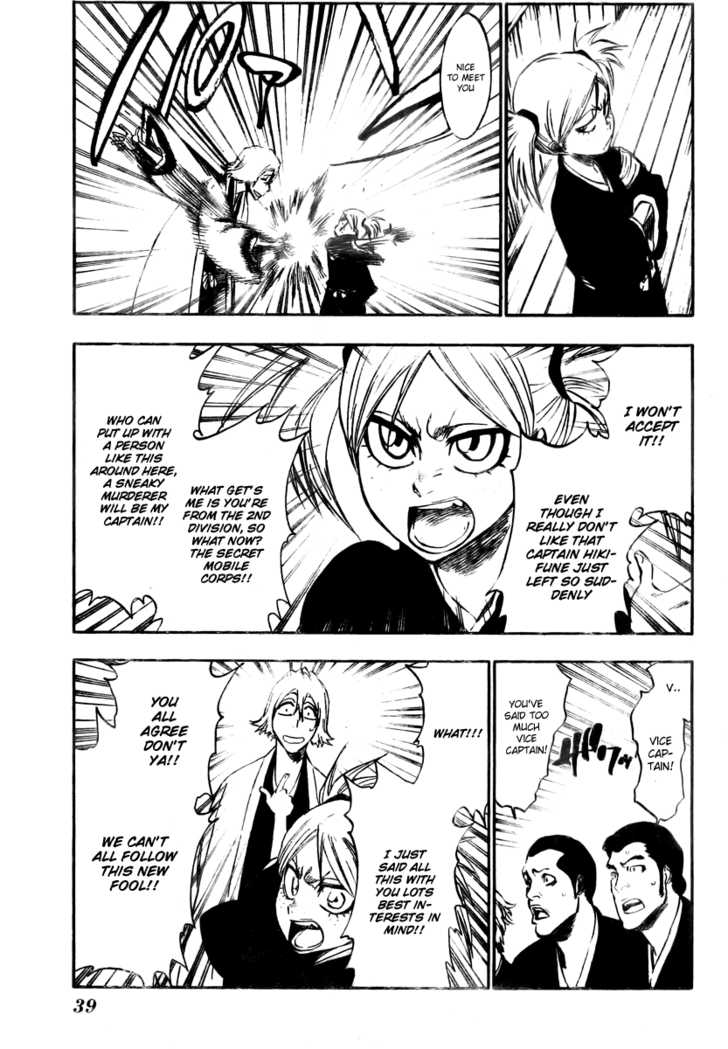 NICE
TO MEET
YOU
I WON'T
ACCEPT
IT!!
EVEN
THOUGH I
REALLY DON'T
LIKE THAT
CAPTAIN HIKI-
FUNE JUST
LEFT SO SUD-
DENLY
WHAT GET'S
ME IS YOU'RE
FROM THE 2ND
DIVISION, SO
WHAT NOW?
THE SECRET
MOBILE
CORPS!!
WHO CAN
PUT UP WITH
A PERSON
LIKE THIS
AROUND HERE,
A SNEAKY
MURDERER
WILL BE MY
CAPTAIN!!
V..
VICE
CAP-
TAIN!
YOU'VE
SAID TOO
MUCH
VICE
CAPTAIN!
WHAT!!!
I JUST
SAID ALL
THIS WITH
YOU LOTS
BEST IN-
TERESTS IN
MIND!!
YOU
ALL
AGREE
DON'T
YA!!
WE CAN'T
ALL FOLLOW
THIS NEW
FOOL!!
39